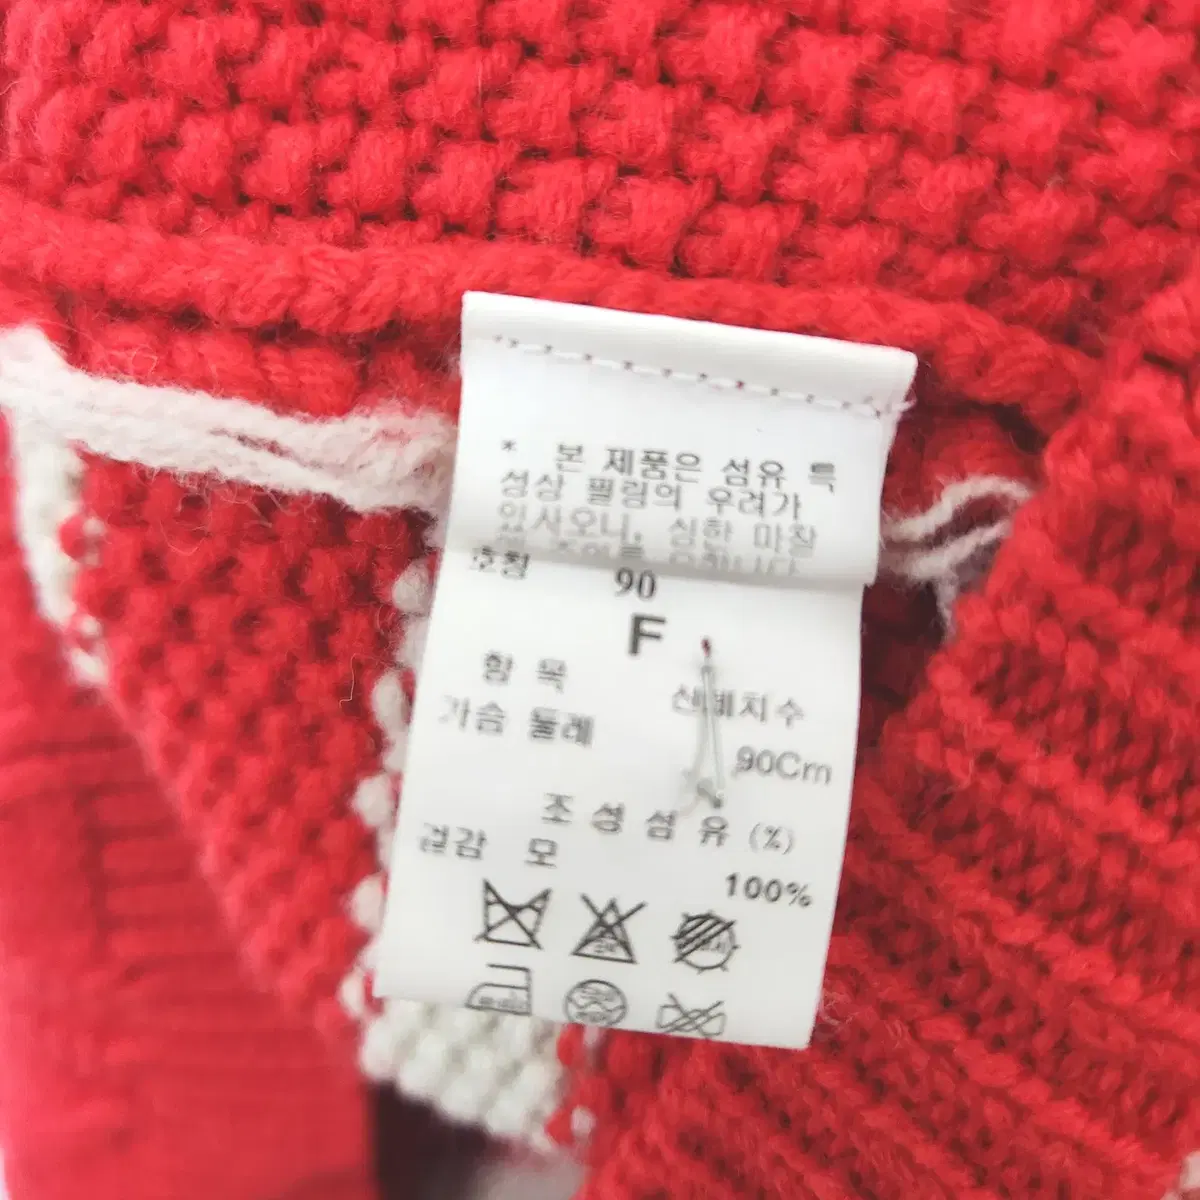 * 본 제품은 섬유 특
성상 필링의 우려가
있사오니, 심한 마찰
호칭 90
F
항 목 신체치수
가슴 둘레 90Cm
조 성 섬 유 (%)
겉감 모 100%